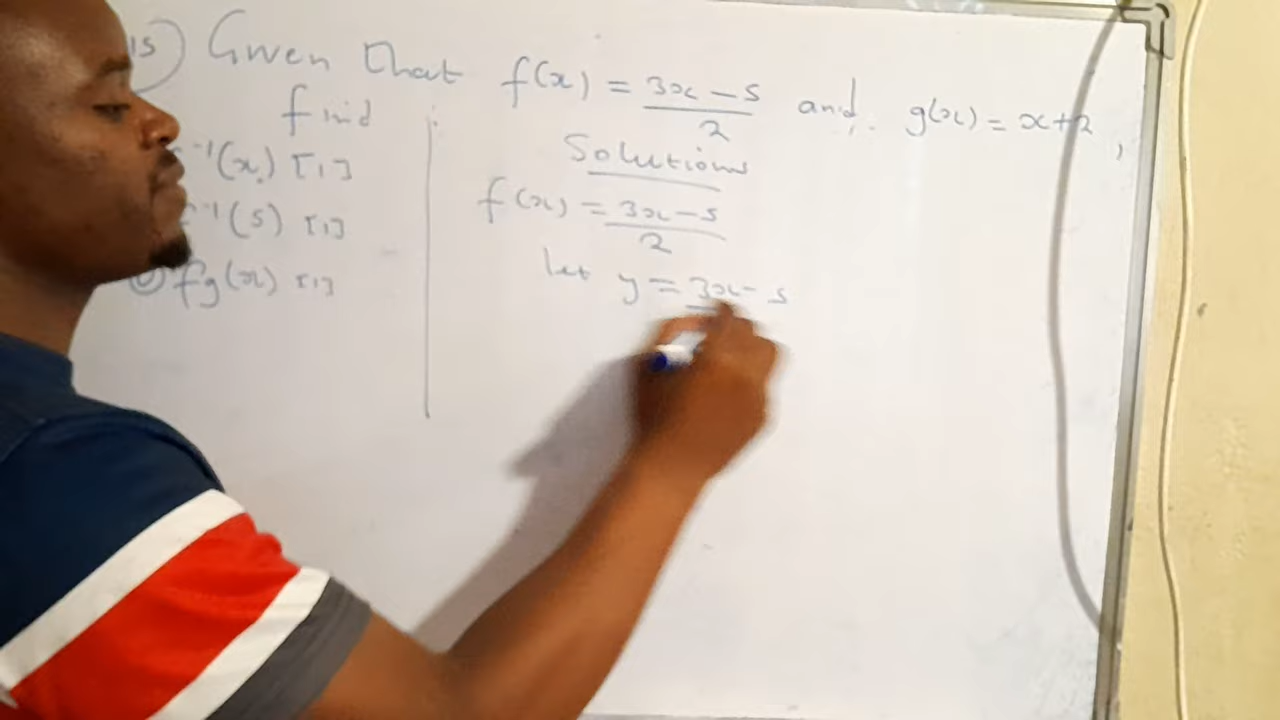 15) Given that f(x) = 3x - 5 / 2 and g(x) = x+2,
find
⁻¹(x) [1]
⁻¹(5) [1]
c) fg(x) [1]
Solutions
f(x) = 3x - 5 / 2
let y = 3x - 5